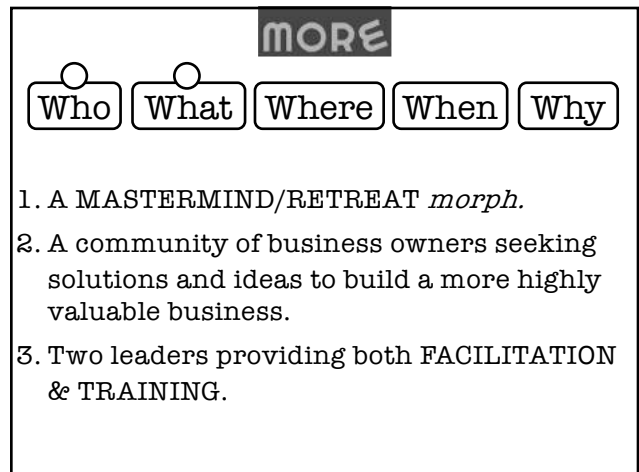 MORE
Who What Where When Why
1. A MASTERMIND/RETREAT morph.
2. A community of business owners seeking
solutions and ideas to build a more highly
valuable business.
3. Two leaders providing both FACILITATION
& TRAINING.